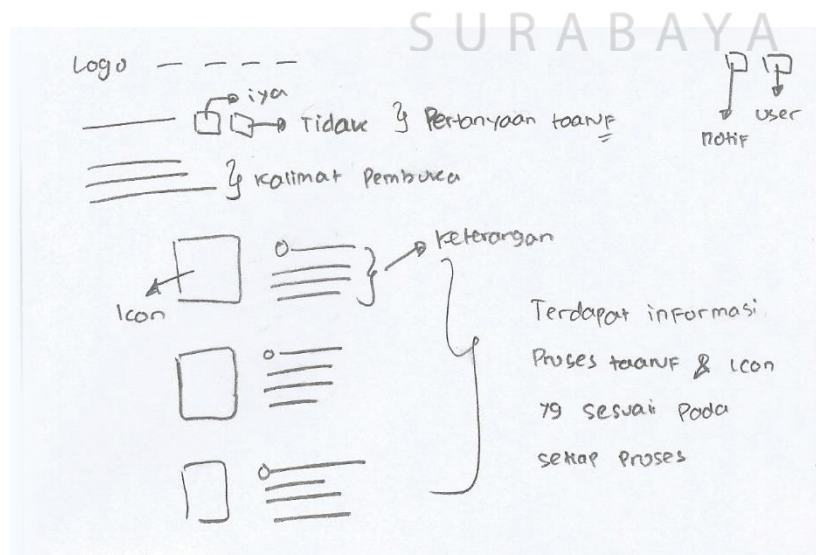 SURABAYA
Logo
iya
Tidak } Pertanyaan taaruf
notif
user
} Kalimat Pembuka
Keterangan
Icon
Terdapat informasi
Proses taaruf & icon
yg sesuai pada
setiap proses